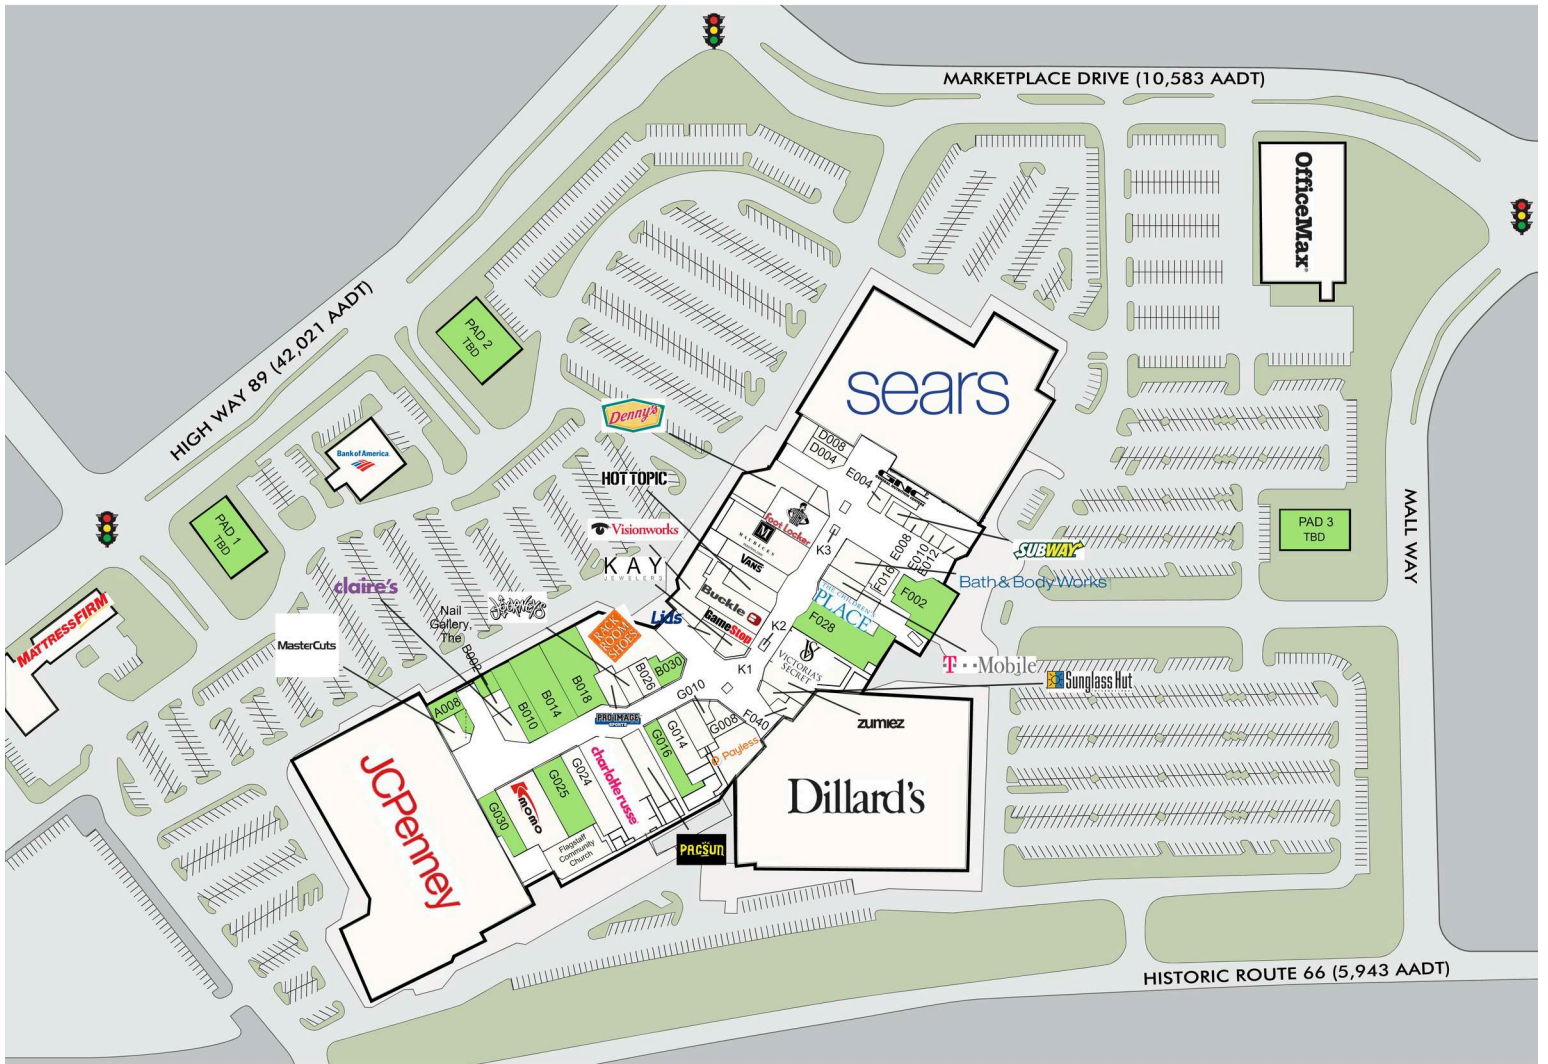 MARKETPLACE DRIVE (10,583 AADT)
OfficeMax
HIGH WAY 89 (42,021 AADT)
PAD 2
TBD
sears
Denny's
Bank of America
D008
D004
HOT TOPIC
E004
GNC
PAD 1
TBD
MALL WAY
PAD 3
TBD
Foot Locker
Visionworks
M
MAURICES
K3
E008
E010
E012
SUBWAY
KAY
JEWELERS
VANS
F016
Bath & Body Works
F002
claire's
THE CHILDREN'S
PLACE
Buckle
MATTRESSFIRM
Nail
Gallery,
The
JOURNEYS
RACK
ROOM
SHOES
Lids
GameStop
K2
F028
MasterCuts
B002
VS
VICTORIA'S
SECRET
T-Mobile
B030
B026
K1
Sunglass Hut
B018
B014
B010
G010
A008
PRO IMAGE
SPORTS
G008
F040
zumiez
G014
G016
Payless
JCPenney
charlotte russe
G024
G025
momo
G030
Dillard's
Flagstaff
Community
Church
PACSUN
HISTORIC ROUTE 66 (5,943 AADT)